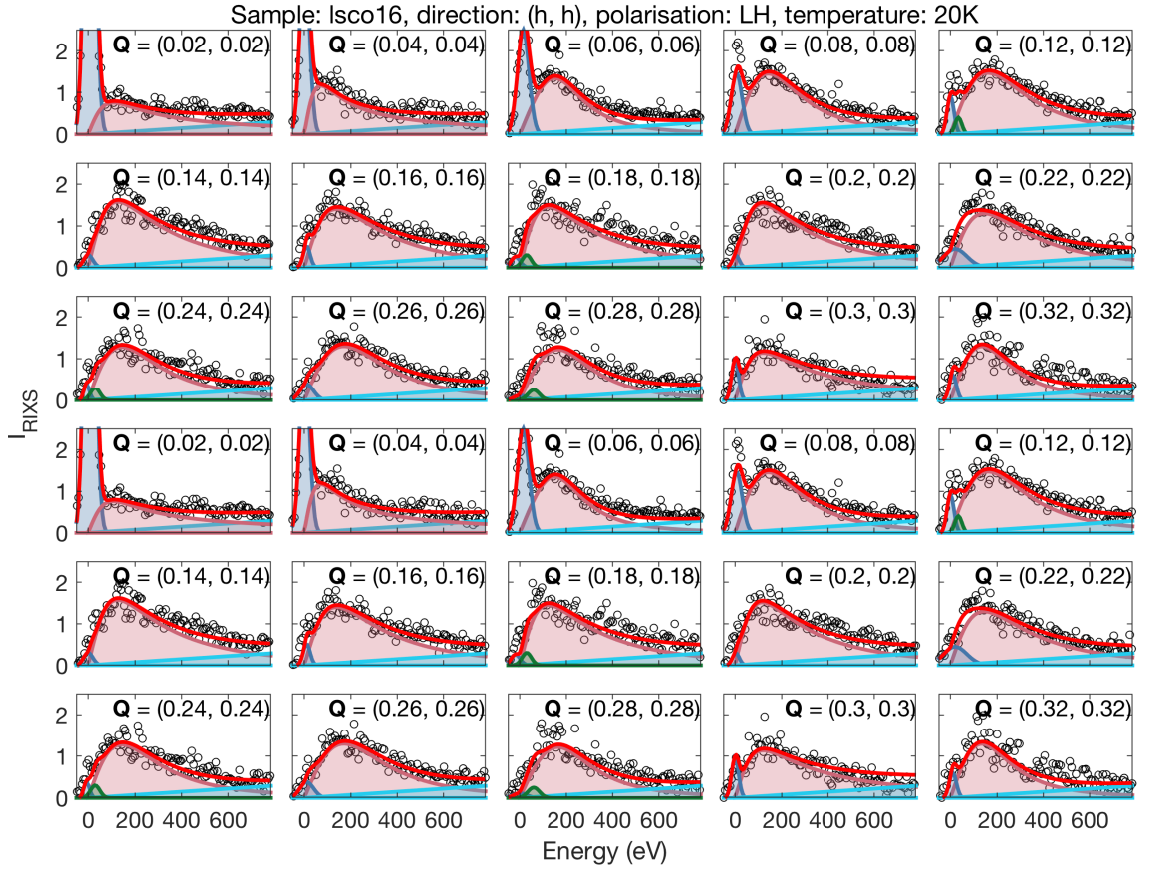 Sample: lsco16, direction: (h, h), polarisation: LH, temperature: 20K
Q = (0.02, 0.02) Q = (0.04, 0.04) Q = (0.06, 0.06) Q = (0.08, 0.08) Q = (0.12, 0.12)
2
1
0
Q = (0.14, 0.14) Q = (0.16, 0.16) Q = (0.18, 0.18) Q = (0.2, 0.2) Q = (0.22, 0.22)
2
1
0
Q = (0.24, 0.24) Q = (0.26, 0.26) Q = (0.28, 0.28) Q = (0.3, 0.3) Q = (0.32, 0.32)
2
1
0
I_RIXS
Q = (0.02, 0.02) Q = (0.04, 0.04) Q = (0.06, 0.06) Q = (0.08, 0.08) Q = (0.12, 0.12)
2
1
0
Q = (0.14, 0.14) Q = (0.16, 0.16) Q = (0.18, 0.18) Q = (0.2, 0.2) Q = (0.22, 0.22)
2
1
0
Q = (0.24, 0.24) Q = (0.26, 0.26) Q = (0.28, 0.28) Q = (0.3, 0.3) Q = (0.32, 0.32)
2
1
0
0 200 400 600 0 200 400 600 0 200 400 600 0 200 400 600 0 200 400 600
Energy (eV)